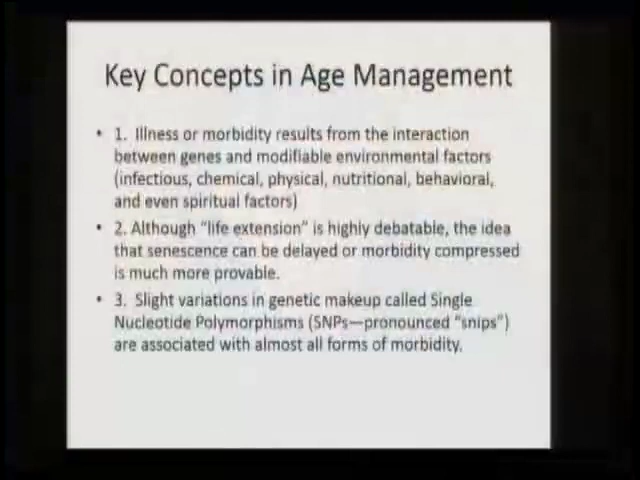 Key Concepts in Age Management
• 1. Illness or morbidity results from the interaction
between genes and modifiable environmental factors
(infectious, chemical, physical, nutritional, behavioral,
and even spiritual factors)
• 2. Although "life extension" is highly debatable, the idea
that senescence can be delayed or morbidity compressed
is much more provable.
• 3. Slight variations in genetic makeup called Single
Nucleotide Polymorphisms (SNPs—pronounced "snips")
are associated with almost all forms of morbidity.